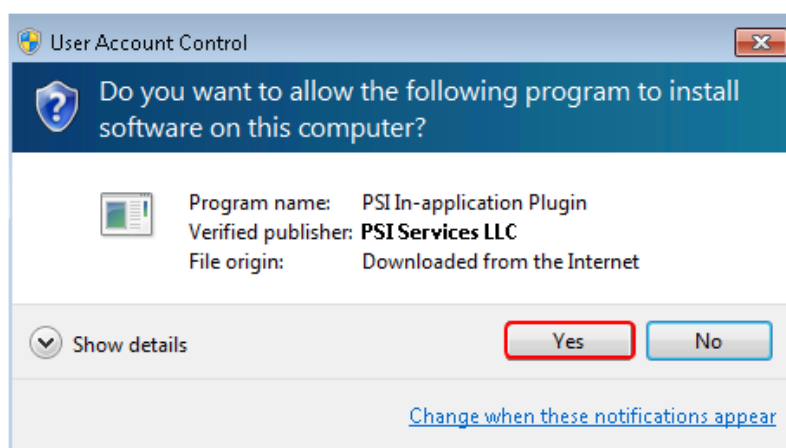 User Account Control
Do you want to allow the following program to install
software on this computer?
Program name: PSI In-application Plugin
Verified publisher: PSI Services LLC
File origin: Downloaded from the Internet
Show details Yes No
Change when these notifications appear